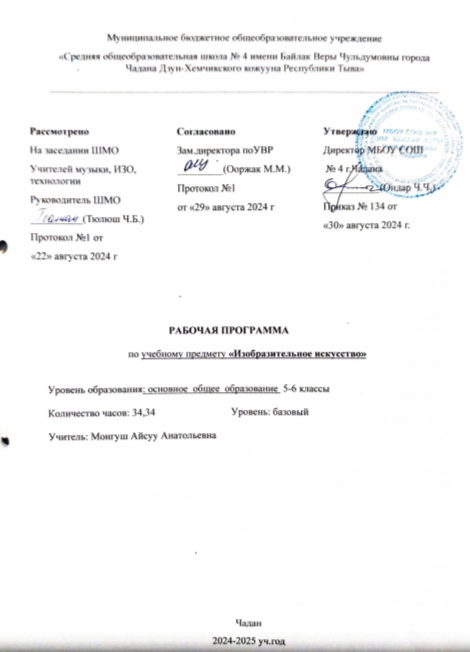 Муниципальное бюджетное общеобразовательное учреждение
«Средняя общеобразовательная школа № 4 имени Байлак Веры Чульдумовны города
Чадана Дзун-Хемчикского кожууна Республики Тыва»
Рассмотрено
На заседании ШМО
Учителей музыки, ИЗО,
технологии
Руководитель ШМО
(Тюлюш Ч.Б.)
Протокол №1 от
«22» августа 2024 г
Согласовано
Зам.директора поУВР
(Ооржак М.М.)
Протокол №1
от «29» августа 2024 г
Утверждаю
Директор МБОУ СОШ
№ 4 г.Чадана
(Ондар Ч.Ч.)
Приказ № 134 от
«30» августа 2024 г.
РАБОЧАЯ ПРОГРАММА
по учебному предмету «Изобразительное искусство»
Уровень образования: основное общее образование 5-6 классы
Количество часов: 34,34 Уровень: базовый
Учитель: Монгуш Айсуу Анатольевна
Чадан
2024-2025 уч.год